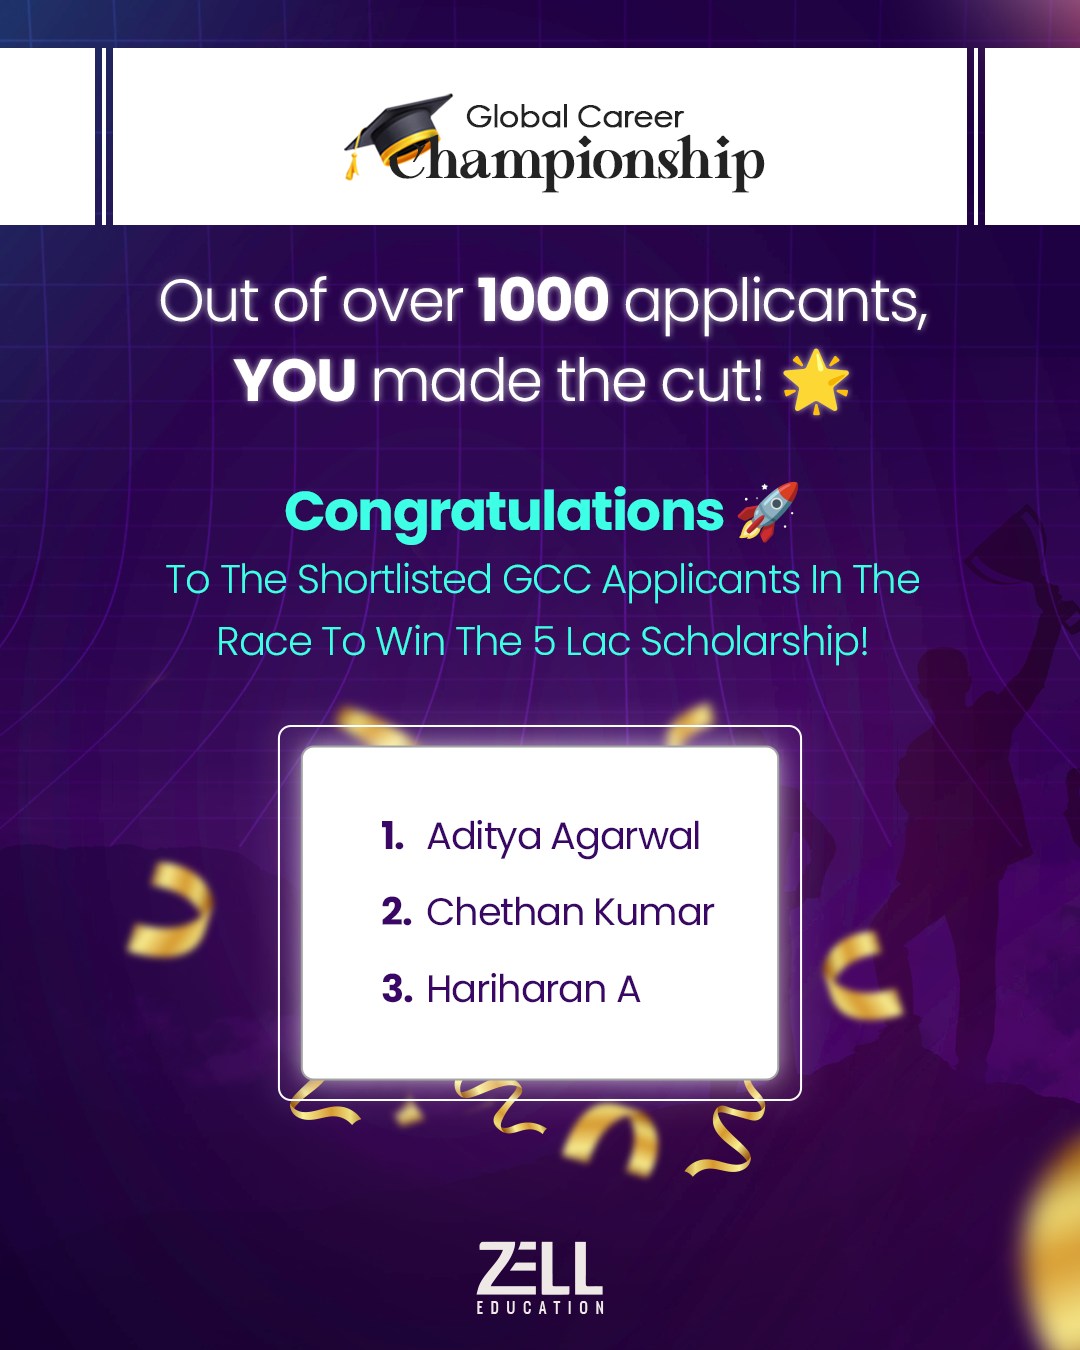 Global Career
Championship
Out of over 1000 applicants,
YOU made the cut! 🌟
Congratulations 🚀
To The Shortlisted GCC Applicants In The
Race To Win The 5 Lac Scholarship!
1. Aditya Agarwal
2. Chethan Kumar
3. Hariharan A
ZELL
EDUCATION